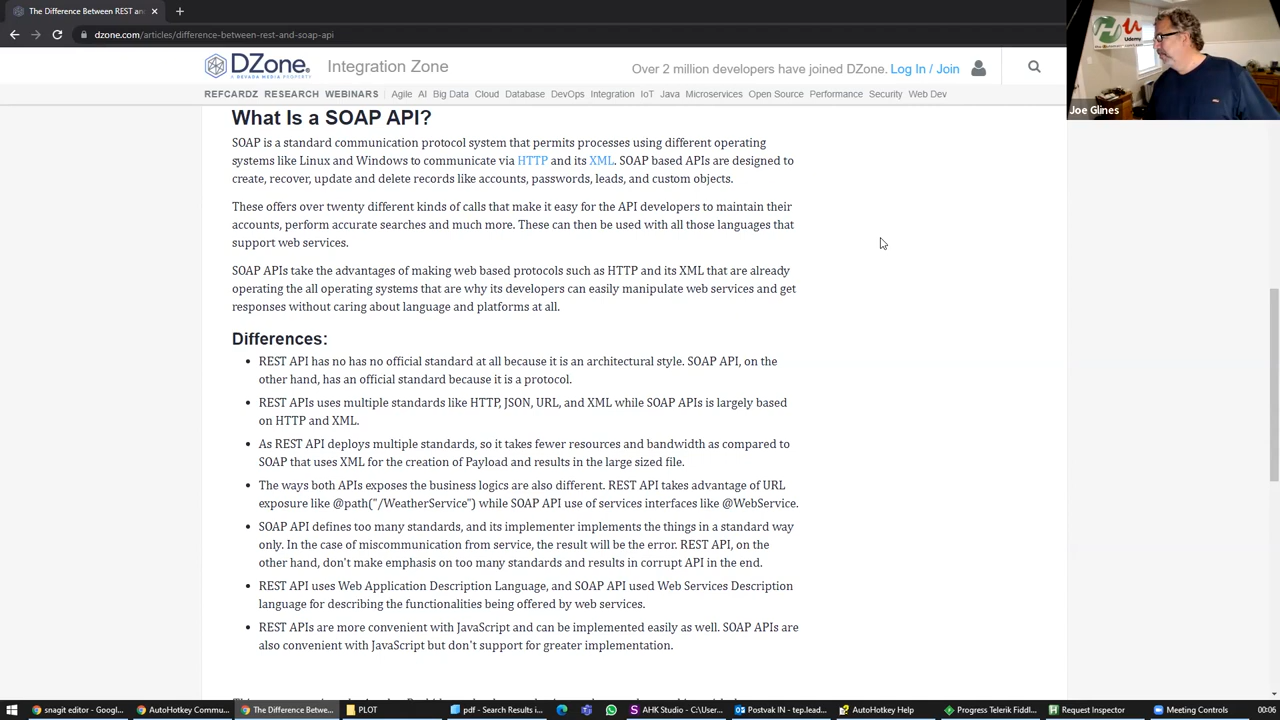 The Difference Between REST an
dzone.com/articles/difference-between-rest-and-soap-api
DZone.
A DEVADA MEDIA PROPERTY
Integration Zone
Over 2 million developers have joined DZone. Log In / Join
REFCARDZ RESEARCH WEBINARS Agile AI Big Data Cloud Database DevOps Integration IoT Java Microservices Open Source Performance Security Web Dev
Udemy
Joe Glines
What Is a SOAP API?
SOAP is a standard communication protocol system that permits processes using different operating
systems like Linux and Windows to communicate via HTTP and its XML. SOAP based APIs are designed to
create, recover, update and delete records like accounts, passwords, leads, and custom objects.
These offers over twenty different kinds of calls that make it easy for the API developers to maintain their
accounts, perform accurate searches and much more. These can then be used with all those languages that
support web services.
SOAP APIs take the advantages of making web based protocols such as HTTP and its XML that are already
operating the all operating systems that are why its developers can easily manipulate web services and get
responses without caring about language and platforms at all.
Differences:
• REST API has no has no official standard at all because it is an architectural style. SOAP API, on the
other hand, has an official standard because it is a protocol.
• REST APIs uses multiple standards like HTTP, JSON, URL, and XML while SOAP APIs is largely based
on HTTP and XML.
• As REST API deploys multiple standards, so it takes fewer resources and bandwidth as compared to
SOAP that uses XML for the creation of Payload and results in the large sized file.
• The ways both APIs exposes the business logics are also different. REST API takes advantage of URL
exposure like @path("/WeatherService") while SOAP API use of services interfaces like @WebService.
• SOAP API defines too many standards, and its implementer implements the things in a standard way
only. In the case of miscommunication from service, the result will be the error. REST API, on the
other hand, don't make emphasis on too many standards and results in corrupt API in the end.
• REST API uses Web Application Description Language, and SOAP API used Web Services Description
language for describing the functionalities being offered by web services.
• REST APIs are more convenient with JavaScript and can be implemented easily as well. SOAP APIs are
also convenient with JavaScript but don't support for greater implementation.
snagit editor - Googl... AutoHotkey Commu... The Difference Betwe... PLOT pdf - Search Results i... AHK Studio - C:\User... Postvak IN - tep.lead... AutoHotkey Help Progress Telerik Fiddl... Request Inspector Meeting Controls 00:06